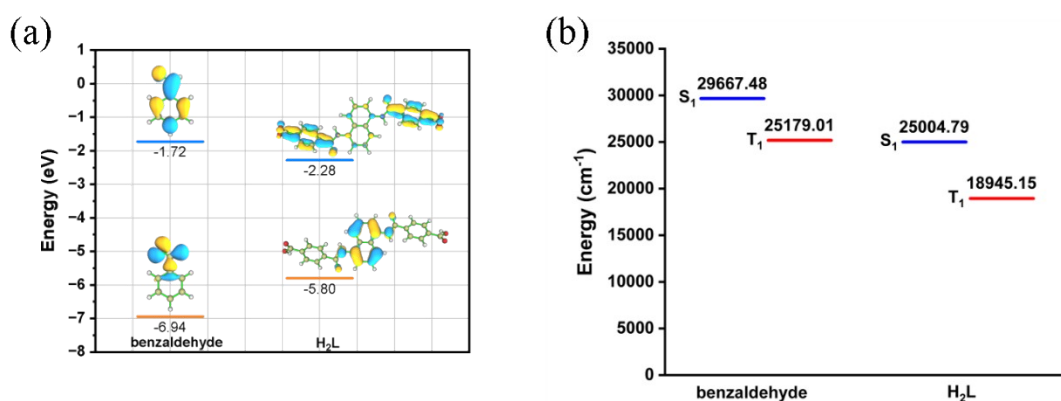 (a)
Energy (eV)
1
0
−1
−2
−3
−4
−5
−6
−7
−8
-1.72
-2.28
-5.80
-6.94
benzaldehyde
H₂L
(b)
Energy (cm⁻¹)
35000
30000
25000
20000
15000
10000
5000
0
S₁
29667.48
T₁
25179.01
S₁
25004.79
T₁
18945.15
benzaldehyde
H₂L